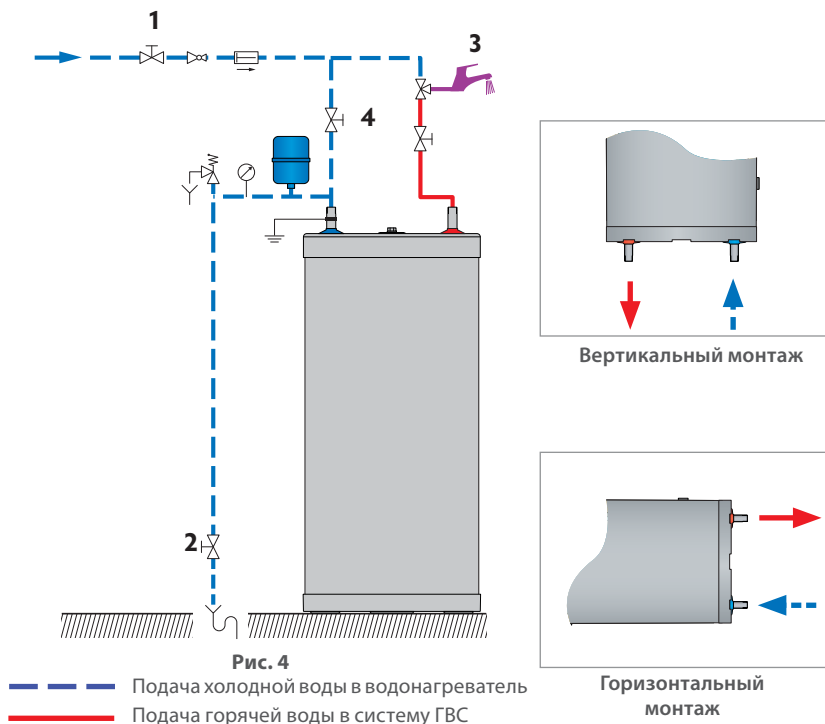 1
3
4
2
Вертикальный монтаж
Рис. 4
Подача холодной воды в водонагреватель
Подача горячей воды в систему ГВС
Горизонтальный
монтаж